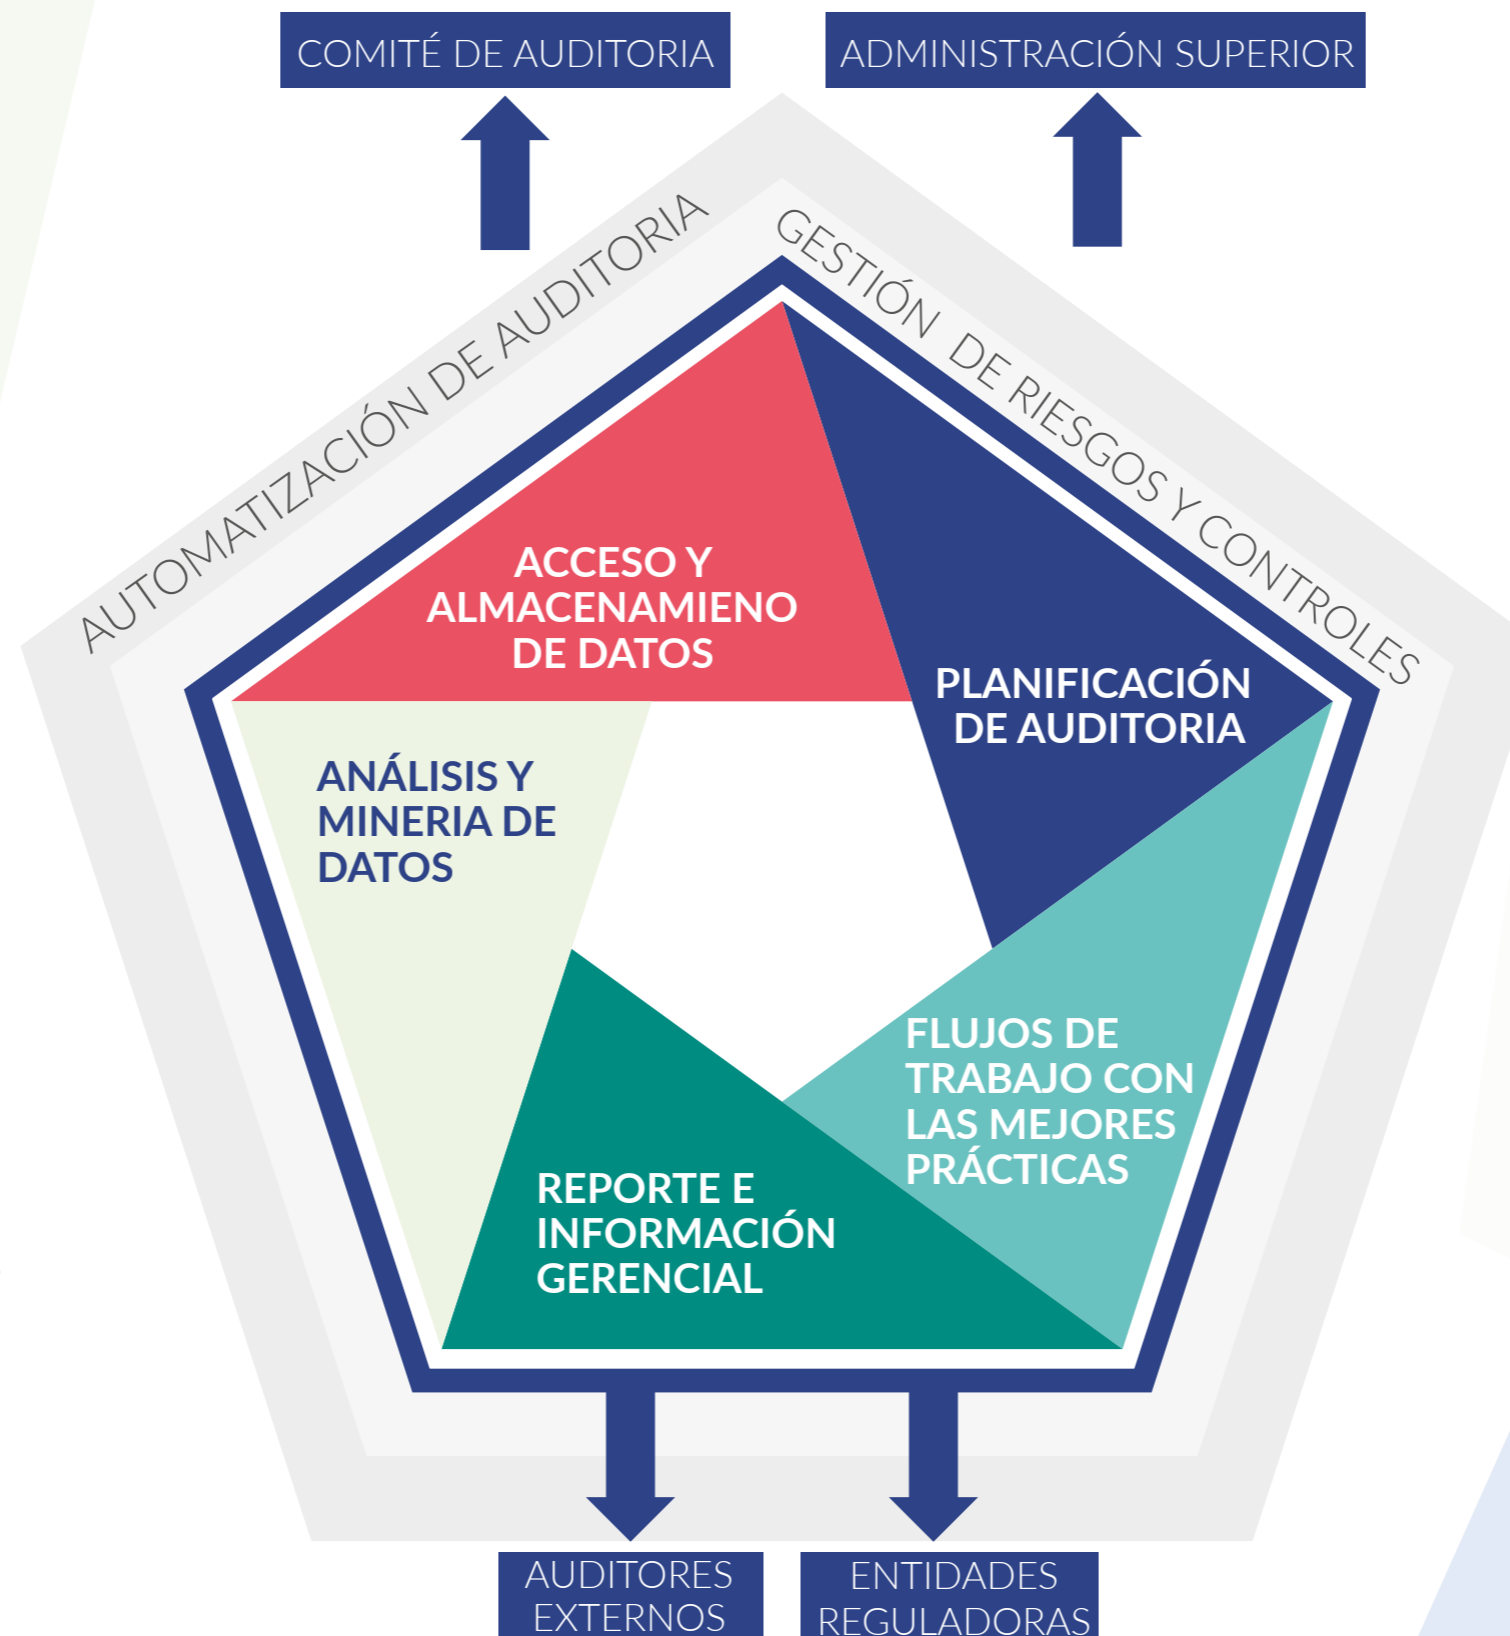 COMITÉ DE AUDITORIA
ADMINISTRACIÓN SUPERIOR
AUTOMATIZACIÓN DE AUDITORIA
GESTIÓN DE RIESGOS Y CONTROLES
ACCESO Y
ALMACENAMIENO
DE DATOS
PLANIFICACIÓN
DE AUDITORIA
ANÁLISIS Y
MINERIA DE
DATOS
FLUJOS DE
TRABAJO CON
LAS MEJORES
PRÁCTICAS
REPORTE E
INFORMACIÓN
GERENCIAL
AUDITORES
EXTERNOS
ENTIDADES
REGULADORAS